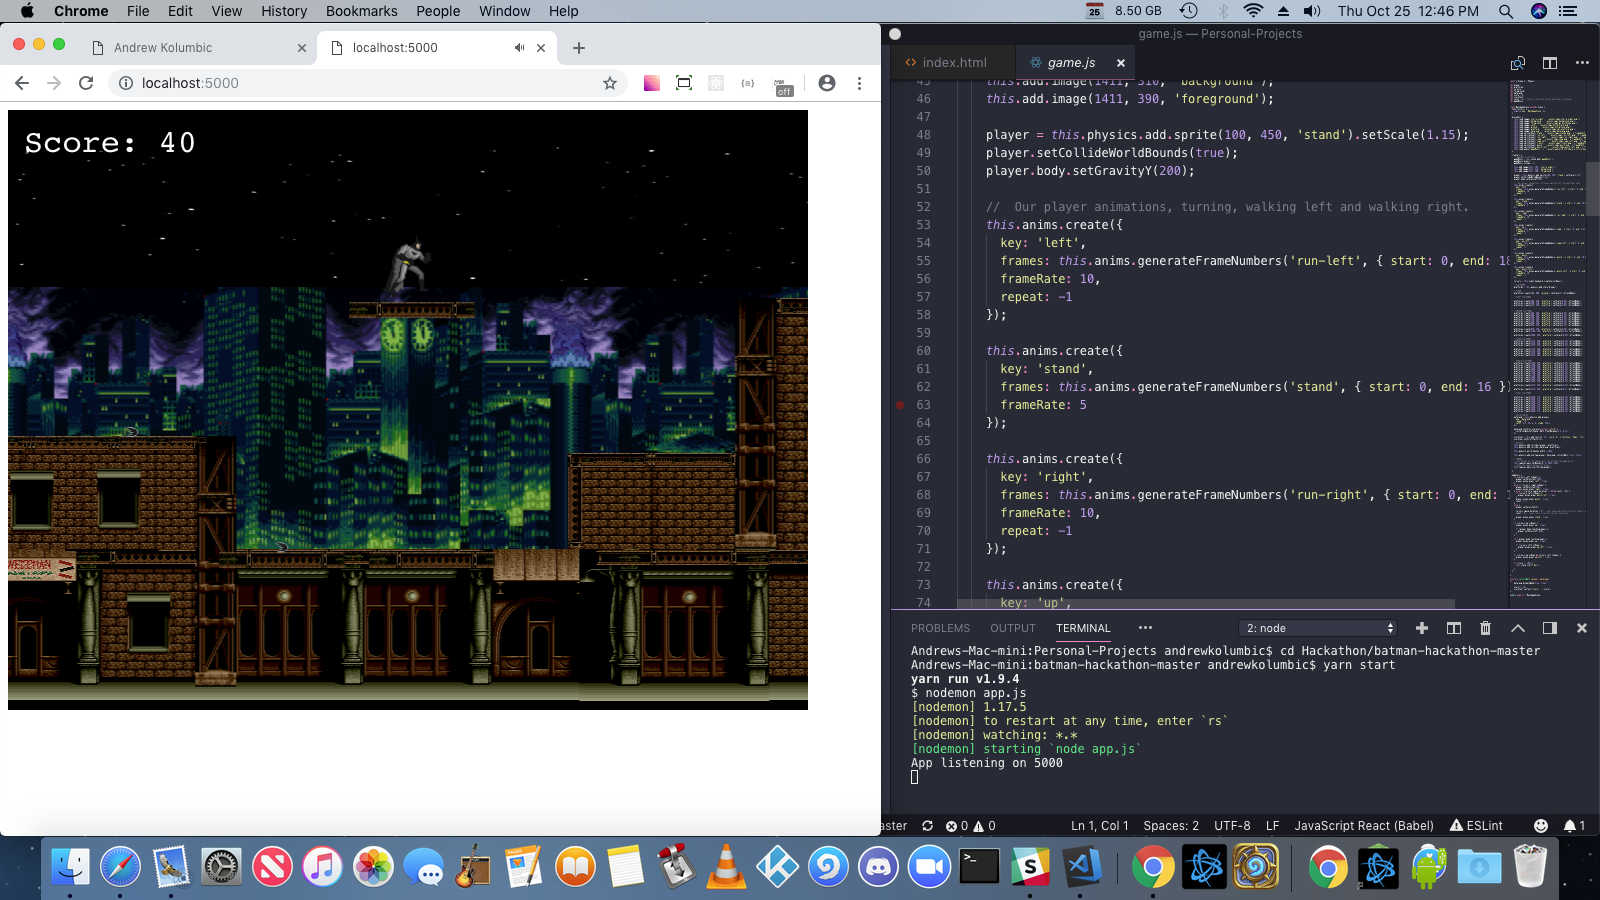 Chrome File Edit View History Bookmarks People Window Help
25 8.50 GB Thu Oct 25 12:46 PM
Andrew Kolumbic
localhost:5000
localhost:5000
off
Score: 40
game.js — Personal-Projects
index.html
game.js
45 this.add.image(1411, 310, 'background');
46 this.add.image(1411, 390, 'foreground');
47
48 player = this.physics.add.sprite(100, 450, 'stand').setScale(1.15);
49 player.setCollideWorldBounds(true);
50 player.body.setGravityY(200);
51
52 // Our player animations, turning, walking left and walking right.
53 this.anims.create({
54 key: 'left',
55 frames: this.anims.generateFrameNumbers('run-left', { start: 0, end: 18
56 frameRate: 10,
57 repeat: -1
58 });
59
60 this.anims.create({
61 key: 'stand',
62 frames: this.anims.generateFrameNumbers('stand', { start: 0, end: 16 })
63 frameRate: 5
64 });
65
66 this.anims.create({
67 key: 'right',
68 frames: this.anims.generateFrameNumbers('run-right', { start: 0, end: 1
69 frameRate: 10,
70 repeat: -1
71 });
72
73 this.anims.create({
74 key: 'up',
PROBLEMS OUTPUT TERMINAL ••• 2: node
Andrews-Mac-mini:Personal-Projects andrewkolumbic$ cd Hackathon/batman-hackathon-master
Andrews-Mac-mini:batman-hackathon-master andrewkolumbic$ yarn start
yarn run v1.9.4
$ nodemon app.js
[nodemon] 1.17.5
[nodemon] to restart at any time, enter `rs`
[nodemon] watching: *.*
[nodemon] starting `node app.js`
App listening on 5000
aster 0 0 Ln 1, Col 1 Spaces: 2 UTF-8 LF JavaScript React (Babel) ESLint 1